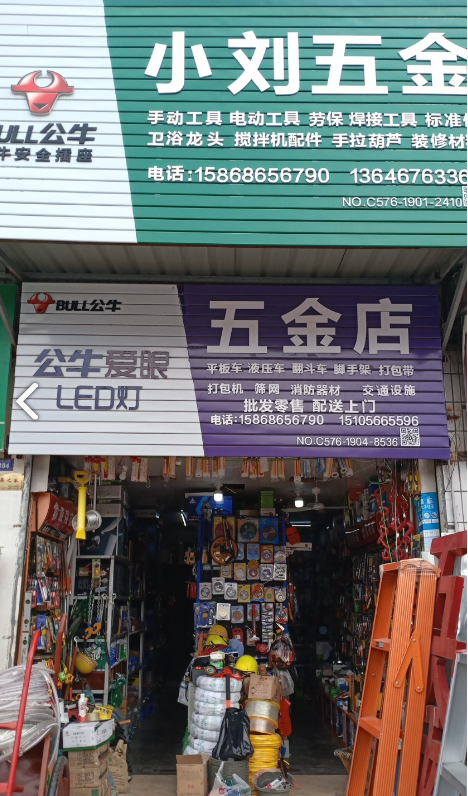 小刘五金
BULL公牛
手动工具 电动工具 劳保 焊接工具 标准
卫浴龙头 搅拌机配件 手拉葫芦 装修材
牛安全插座
电话:15868656790 1364676336
NO.C576-1901-2410
BULL公牛
五金店
公牛爱眼
LED灯
平板车 液压车 翻斗车 脚手架 打包带
打包机 筛网 消防器材 交通设施
批发零售 配送上门
电话:15868656790 15105665596
NO.C576-1904-8536